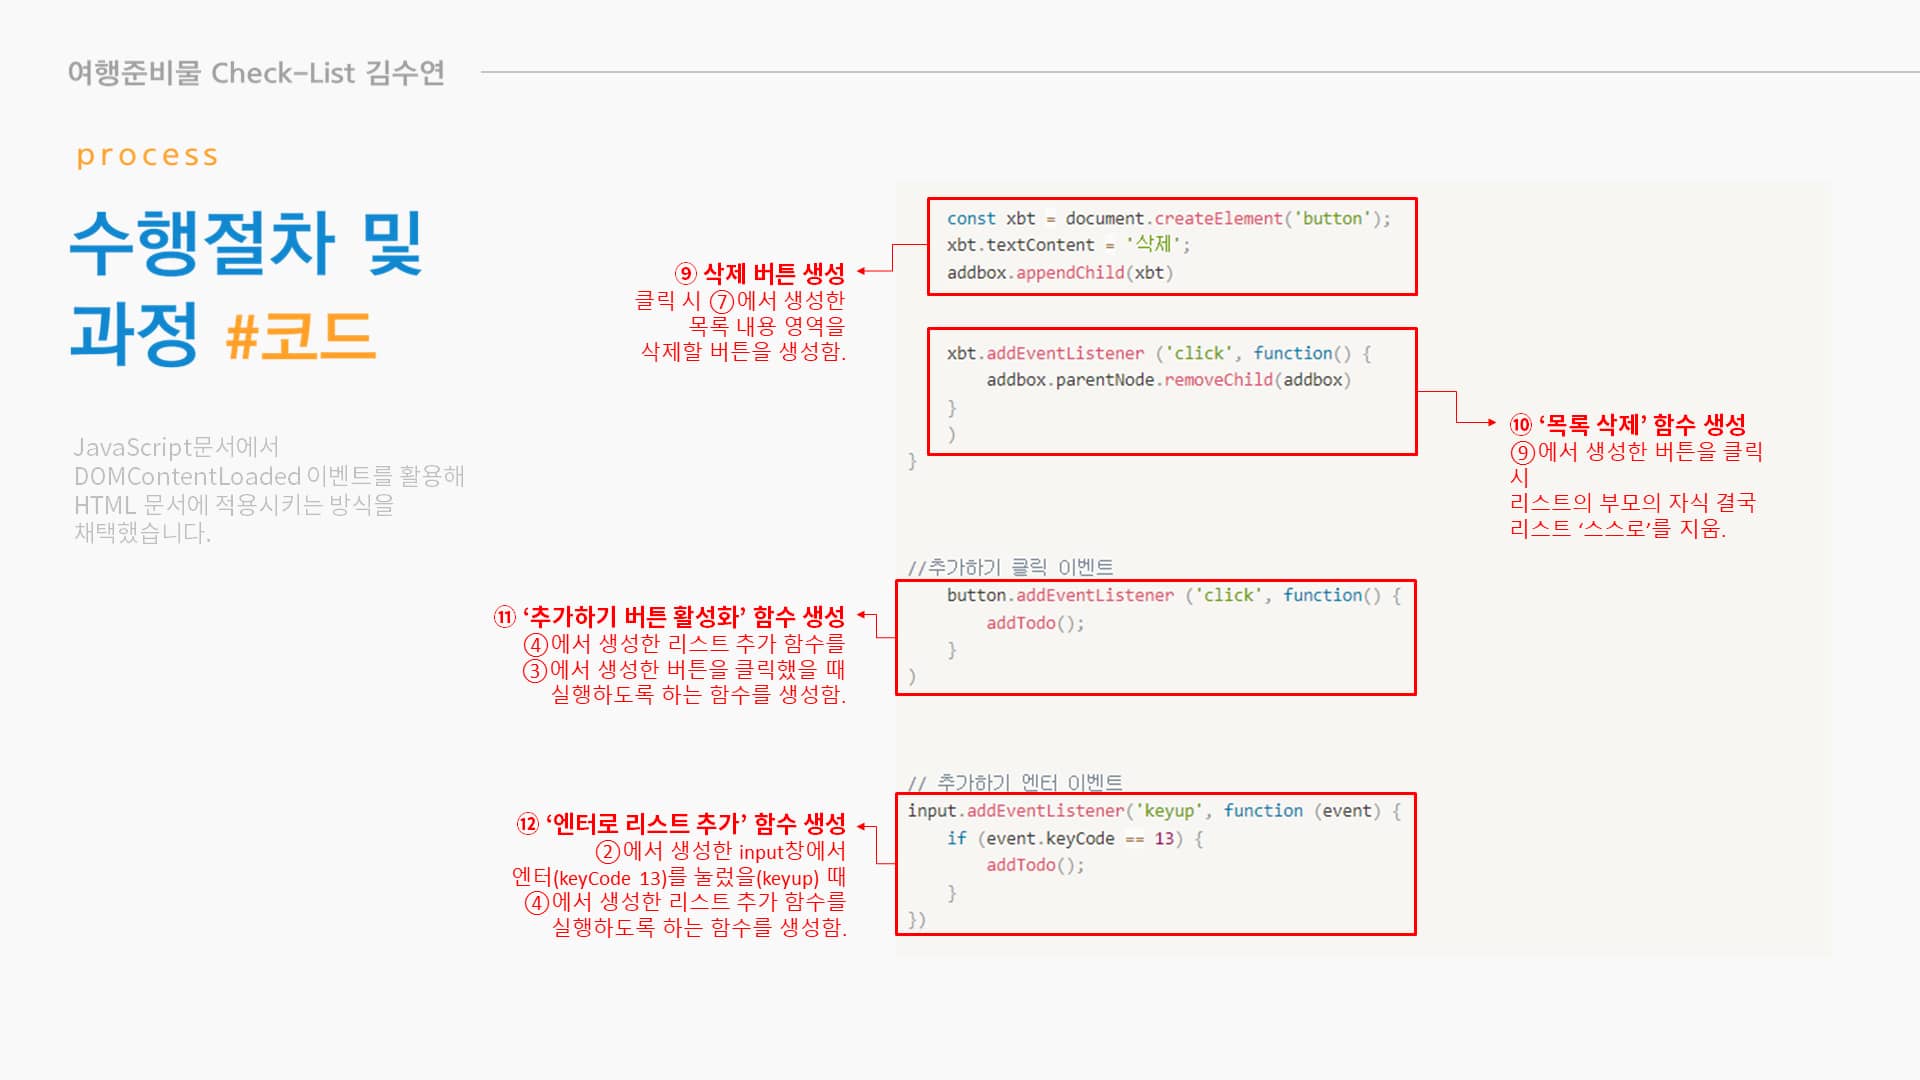 여행준비물 Check-List 김수연
process
수행절차 및
과정 #코드
JavaScript문서에서
DOMContentLoaded 이벤트를 활용해
HTML 문서에 적용시키는 방식을
채택했습니다.
⑨ 삭제 버튼 생성
클릭 시 ⑦에서 생성한
목록 내용 영역을
삭제할 버튼을 생성함.
const xbt = document.createElement('button');
xbt.textContent = '삭제';
addbox.appendChild(xbt)
xbt.addEventListener ('click', function() {
addbox.parentNode.removeChild(addbox)
}
)
}
⑩ ‘목록 삭제’ 함수 생성
⑨에서 생성한 버튼을 클릭
시
리스트의 부모의 자식 결국
리스트 ‘스스로’를 지움.
⑪ ‘추가하기 버튼 활성화’ 함수 생성
④에서 생성한 리스트 추가 함수를
③에서 생성한 버튼을 클릭했을 때
실행하도록 하는 함수를 생성함.
//추가하기 클릭 이벤트
button.addEventListener ('click', function() {
addTodo();
}
)
⑫ ‘엔터로 리스트 추가’ 함수 생성
②에서 생성한 input창에서
엔터(keyCode 13)를 눌렀을(keyup) 때
④에서 생성한 리스트 추가 함수를
실행하도록 하는 함수를 생성함.
// 추가하기 엔터 이벤트
input.addEventListener('keyup', function (event) {
if (event.keyCode == 13) {
addTodo();
}
})